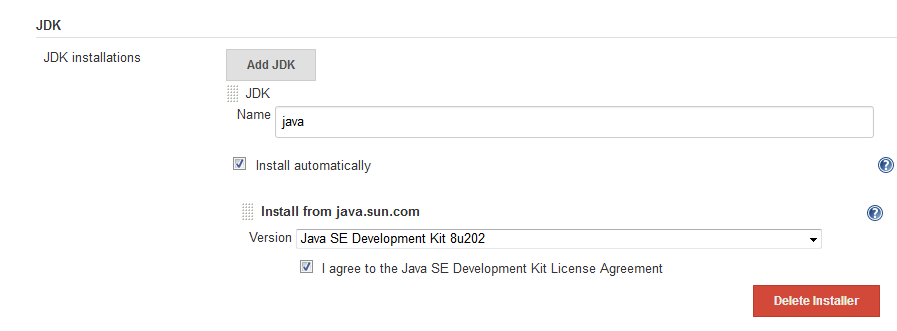 JDK
JDK installations
Add JDK
JDK
Name java
Install automatically
?
Install from java.sun.com
?
Version Java SE Development Kit 8u202
I agree to the Java SE Development Kit License Agreement
Delete Installer